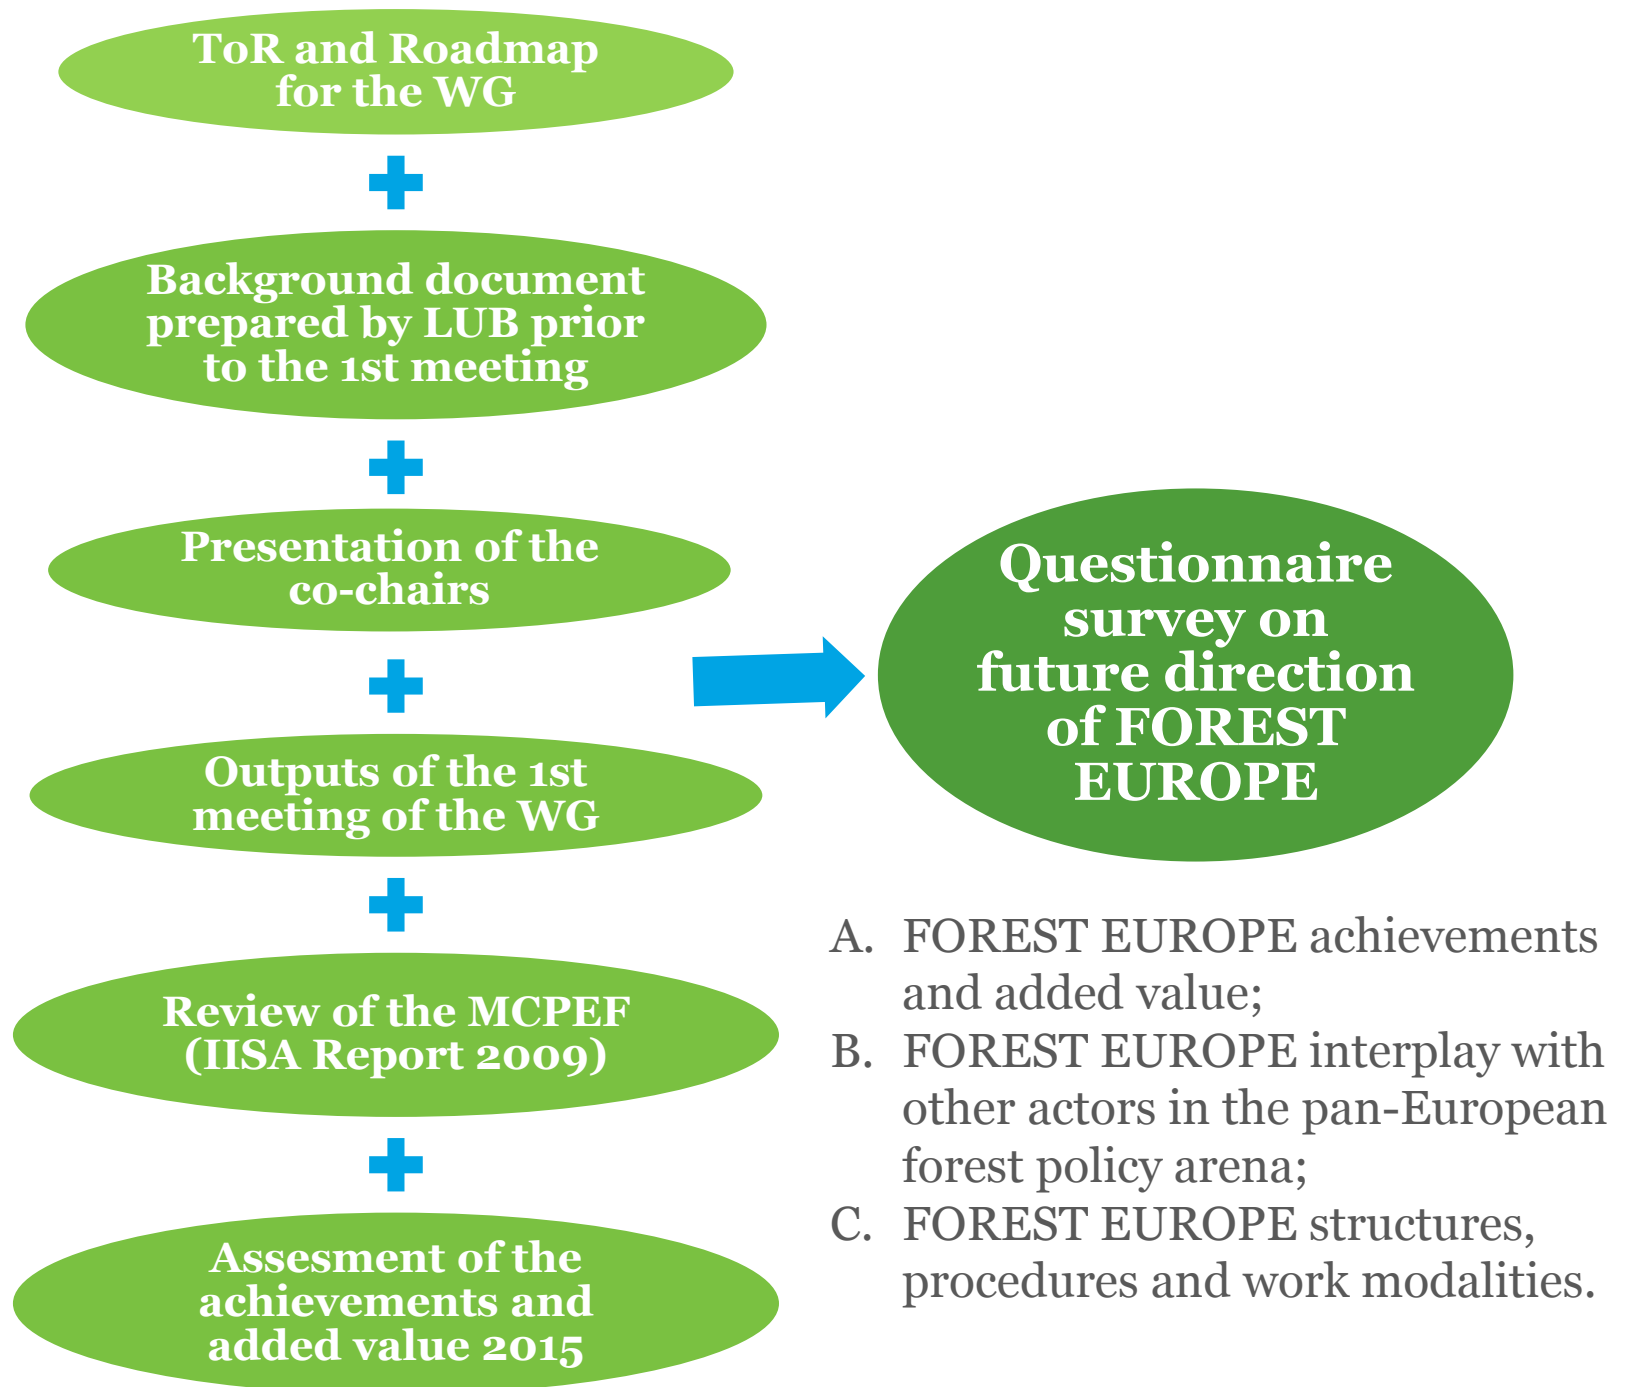 ToR and Roadmap
for the WG
Background document
prepared by LUB prior
to the 1st meeting
Presentation of the
co-chairs
Outputs of the 1st
meeting of the WG
Review of the MCPEF
(IISA Report 2009)
Assesment of the
achievements and
added value 2015
Questionnaire
survey on
future direction
of FOREST
EUROPE
A. FOREST EUROPE achievements
and added value;
B. FOREST EUROPE interplay with
other actors in the pan-European
forest policy arena;
C. FOREST EUROPE structures,
procedures and work modalities.